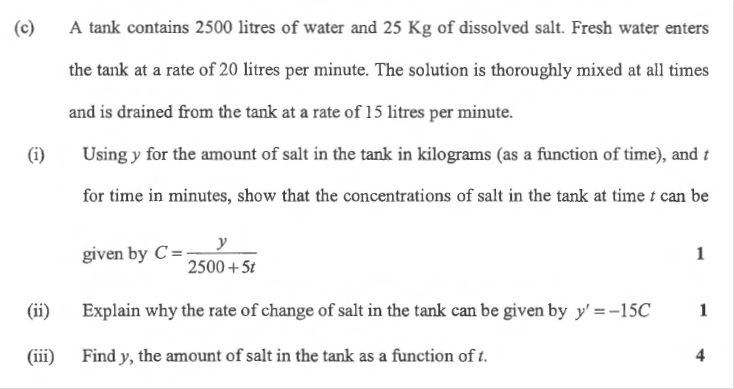 (c) A tank contains 2500 litres of water and 25 Kg of dissolved salt. Fresh water enters
the tank at a rate of 20 litres per minute. The solution is thoroughly mixed at all times
and is drained from the tank at a rate of 15 litres per minute.
(i) Using y for the amount of salt in the tank in kilograms (as a function of time), and t
for time in minutes, show that the concentrations of salt in the tank at time t can be
given by C = y / (2500 + 5t) 1
(ii) Explain why the rate of change of salt in the tank can be given by y' = −15C 1
(iii) Find y, the amount of salt in the tank as a function of t. 4